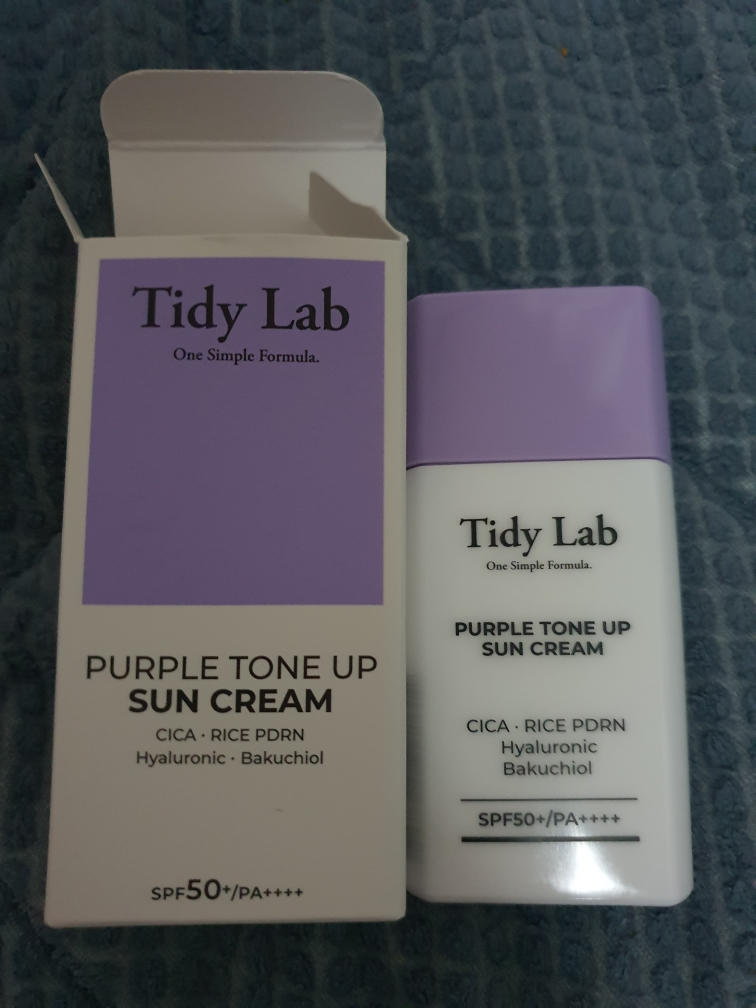 Tidy Lab
One Simple Formula.
PURPLE TONE UP
SUN CREAM
CICA · RICE PDRN
Hyaluronic · Bakuchiol
SPF50+/PA++++
Tidy Lab
One Simple Formula.
PURPLE TONE UP
SUN CREAM
CICA · RICE PDRN
Hyaluronic
Bakuchiol
SPF50+/PA++++